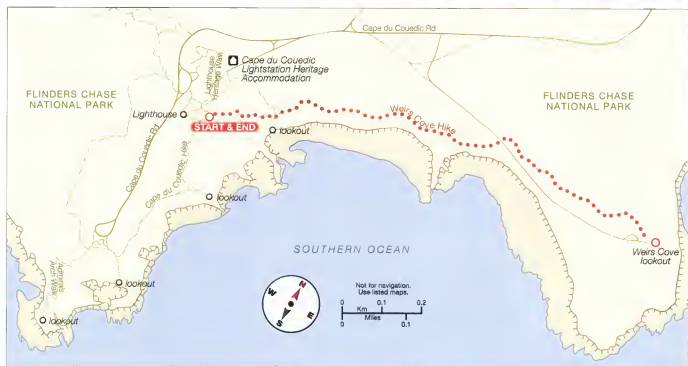 Cape du Couedic Rd
Lighthouse
Heritage Walk
Cape du Couedic
Lightstation Heritage
Accommodation
FLINDERS CHASE
NATIONAL PARK
FLINDERS CHASE
NATIONAL PARK
Lighthouse
START & END
Weirs Cove Hike
lookout
Cape du Couedic Rd
Cape du Couedic Hike
lookout
SOUTHERN OCEAN
Weirs Cove
lookout
lookout
Admirals
Arch Walk
lookout
N
W
E
S
Not for navigation.
Use listed maps.
0 0.1 0.2
Km
Miles
0 0.1